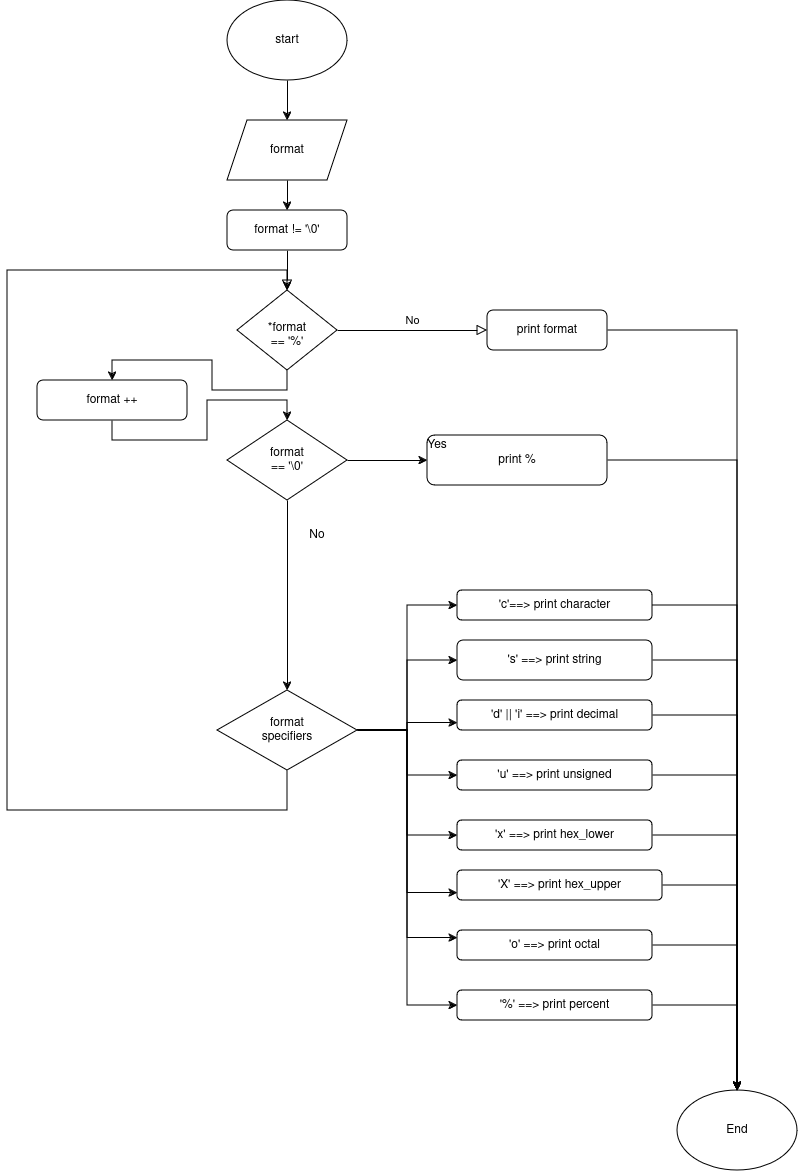 start
format
format != '\0'
*format
== '%'
No
print format
format ++
format
== '\0'
Yes
print %
No
format
specifiers
'c'==> print character
's' ==> print string
'd' || 'i' ==> print decimal
'u' ==> print unsigned
'x' ==> print hex_lower
'X' ==> print hex_upper
'o' ==> print octal
'%' ==> print percent
End